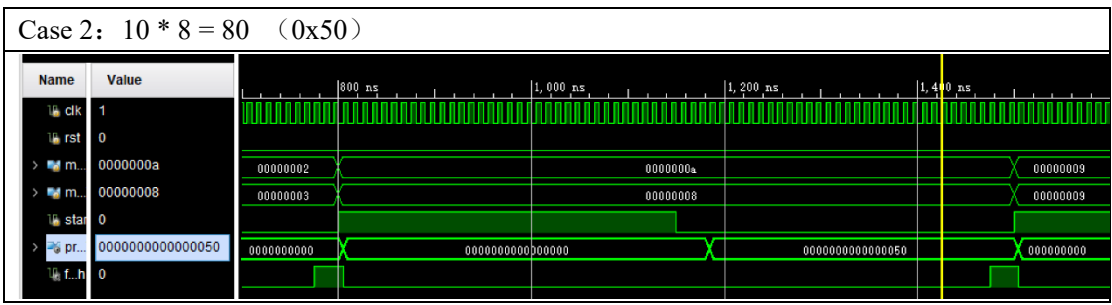 Case 2：10 * 8 = 80 （0x50）
Name Value
800 ns 1,000 ns 1,200 ns 1,400 ns
clk 1
rst 0
m... 0000000a 00000002 0000000a 00000009
m... 00000008 00000003 00000008 00000009
star 0
pr... 0000000000000050 0000000000 0000000000000000 0000000000000050 000000000
f...h 0